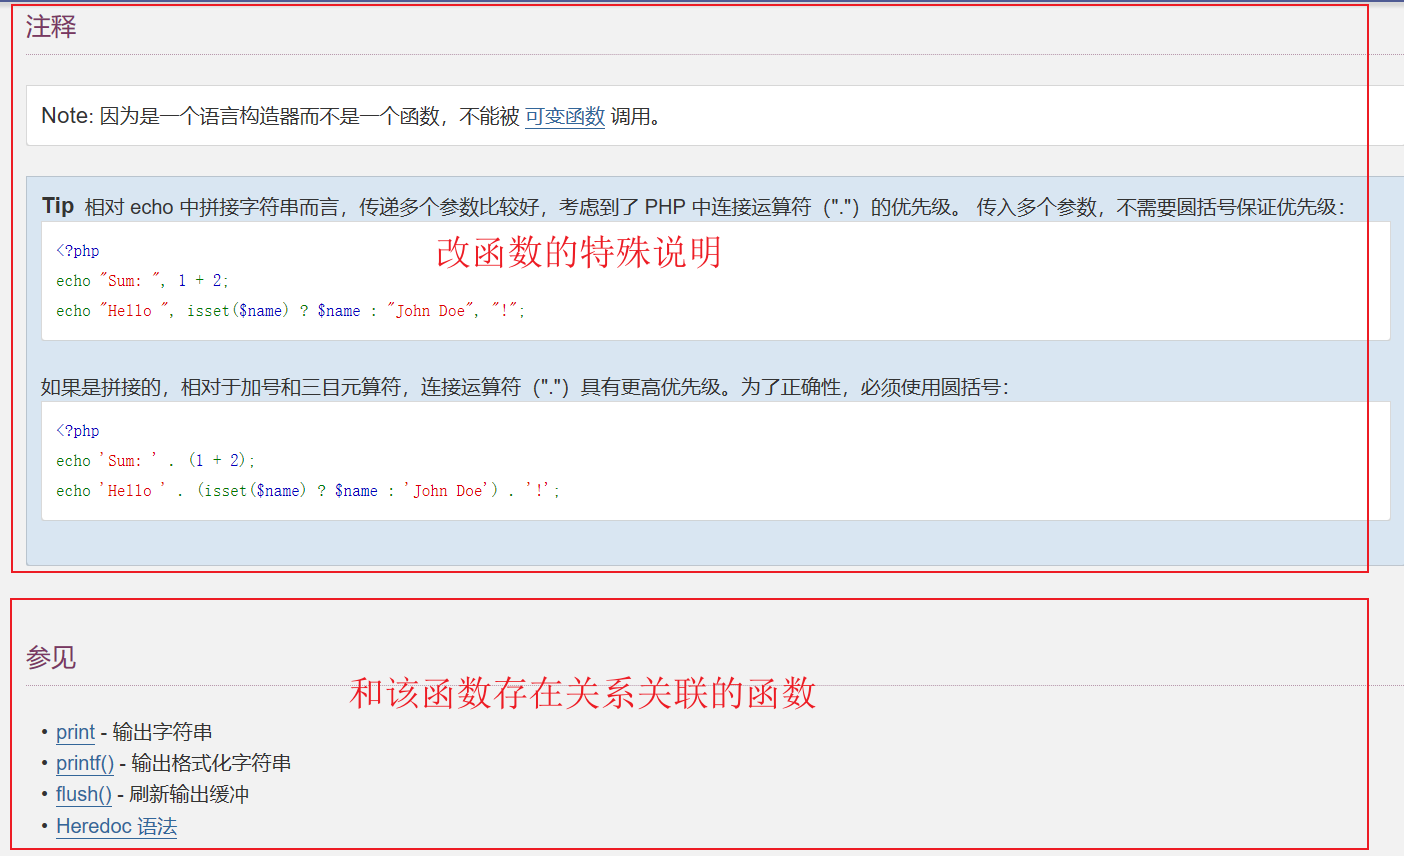 注释
Note: 因为是一个语言构造器而不是一个函数，不能被 可变函数 调用。
Tip 相对 echo 中拼接字符串而言，传递多个参数比较好，考虑到了 PHP 中连接运算符（"."）的优先级。 传入多个参数，不需要圆括号保证优先级：
<?php
改函数的特殊说明
echo "Sum: ", 1 + 2;
echo "Hello ", isset($name) ? $name : "John Doe", "!";
如果是拼接的，相对于加号和三目元算符，连接运算符（"."）具有更高优先级。为了正确性，必须使用圆括号：
<?php
echo 'Sum: ' . (1 + 2);
echo 'Hello ' . (isset($name) ? $name : 'John Doe') . '!';
参见
和该函数存在关系关联的函数
• print - 输出字符串
• printf() - 输出格式化字符串
• flush() - 刷新输出缓冲
• Heredoc 语法